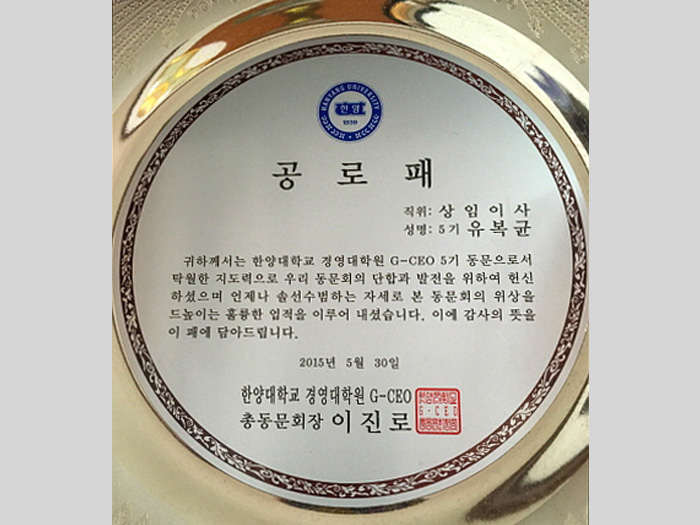 HANYANG UNIVERSITY
한양
1939
공로패
직위: 상임이사
성명: 5기 유복균
귀하께서는 한양대학교 경영대학원 G-CEO 5기 동문으로서
탁월한 지도력으로 우리 동문회의 단합과 발전을 위하여 헌신
하셨으며 언제나 솔선수범하는 자세로 본 동문회의 위상을
드높이는 훌륭한 업적을 이루어 내셨습니다. 이에 감사의 뜻을
이 패에 담아드립니다.
2015년 5월 30일
한양대학교 경영대학원 G-CEO
총동문회장 이진로
G-CEO